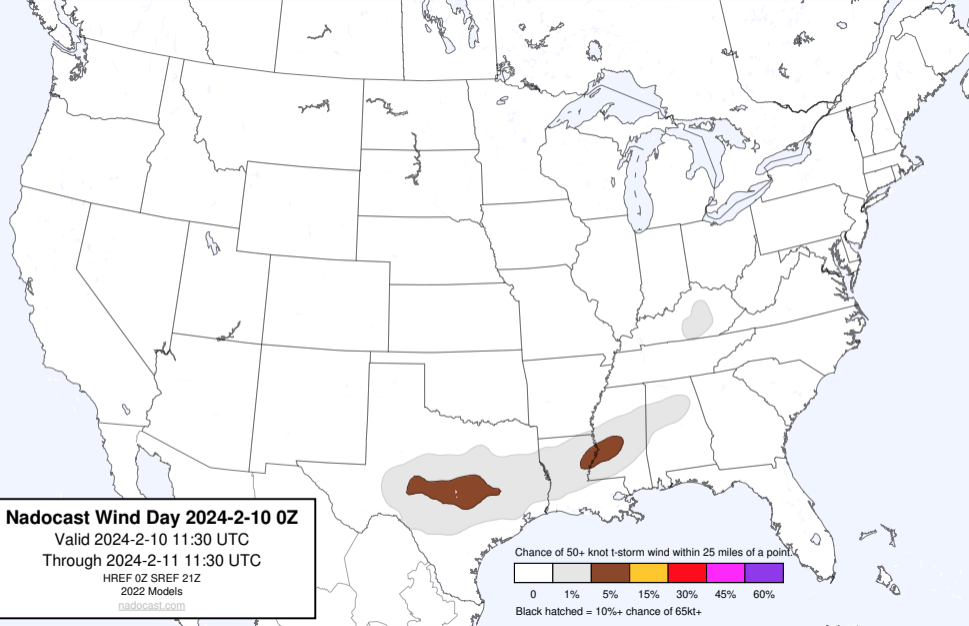 Nadocast Wind Day 2024-2-10 0Z
Valid 2024-2-10 11:30 UTC
Through 2024-2-11 11:30 UTC
HREF 0Z SREF 21Z
2022 Models
nadocast.com
Chance of 50+ knot t-storm wind within 25 miles of a point.
0 1% 5% 15% 30% 45% 60%
Black hatched = 10%+ chance of 65kt+